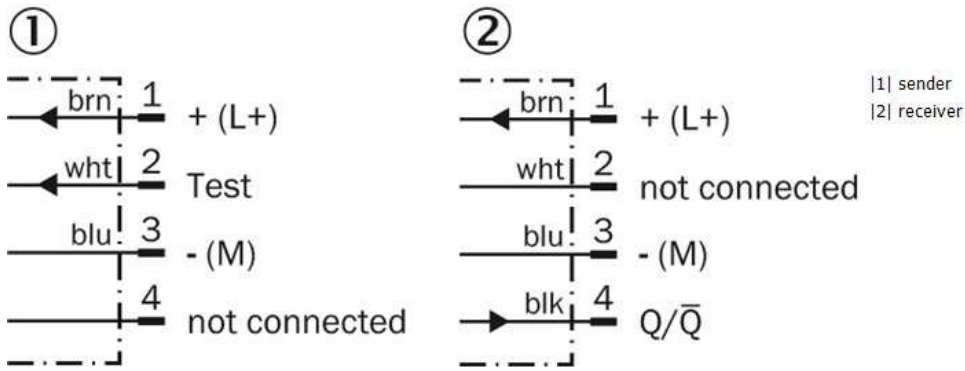 ①
brn 1 + (L+)
wht 2 Test
blu 3 - (M)
4 not connected
②
brn 1 + (L+)
wht 2 not connected
blu 3 - (M)
blk 4 Q/Q̅
|1| sender
|2| receiver